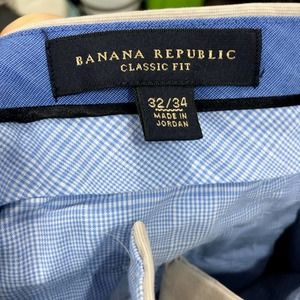 BANANA REPUBLIC
CLASSIC FIT
32/34
MADE IN
JORDAN